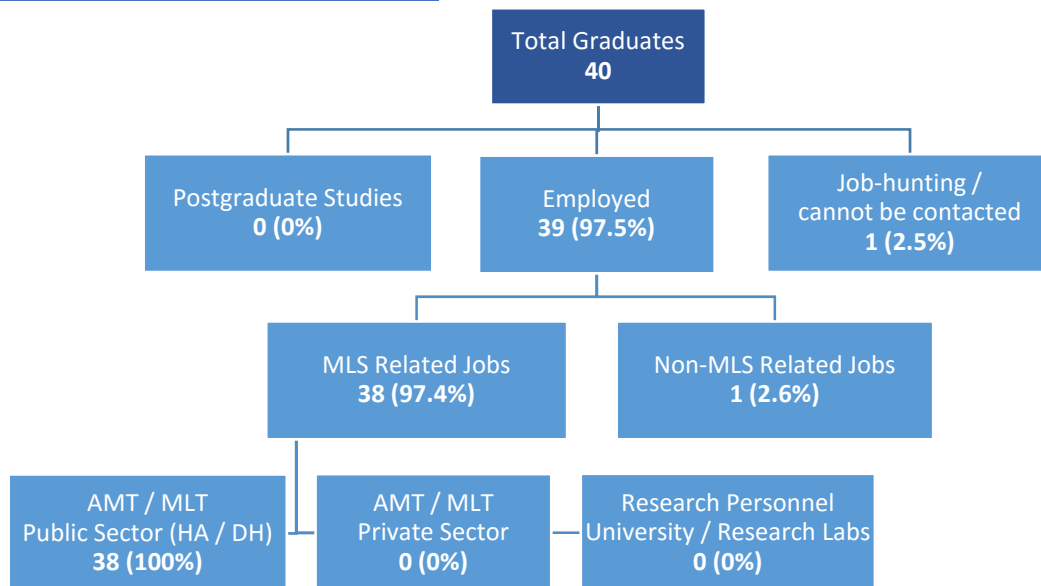 Total Graduates
40
Postgraduate Studies
0 (0%)
Employed
39 (97.5%)
Job-hunting /
cannot be contacted
1 (2.5%)
MLS Related Jobs
38 (97.4%)
Non-MLS Related Jobs
1 (2.6%)
AMT / MLT
Public Sector (HA / DH)
38 (100%)
AMT / MLT
Private Sector
0 (0%)
Research Personnel
University / Research Labs
0 (0%)